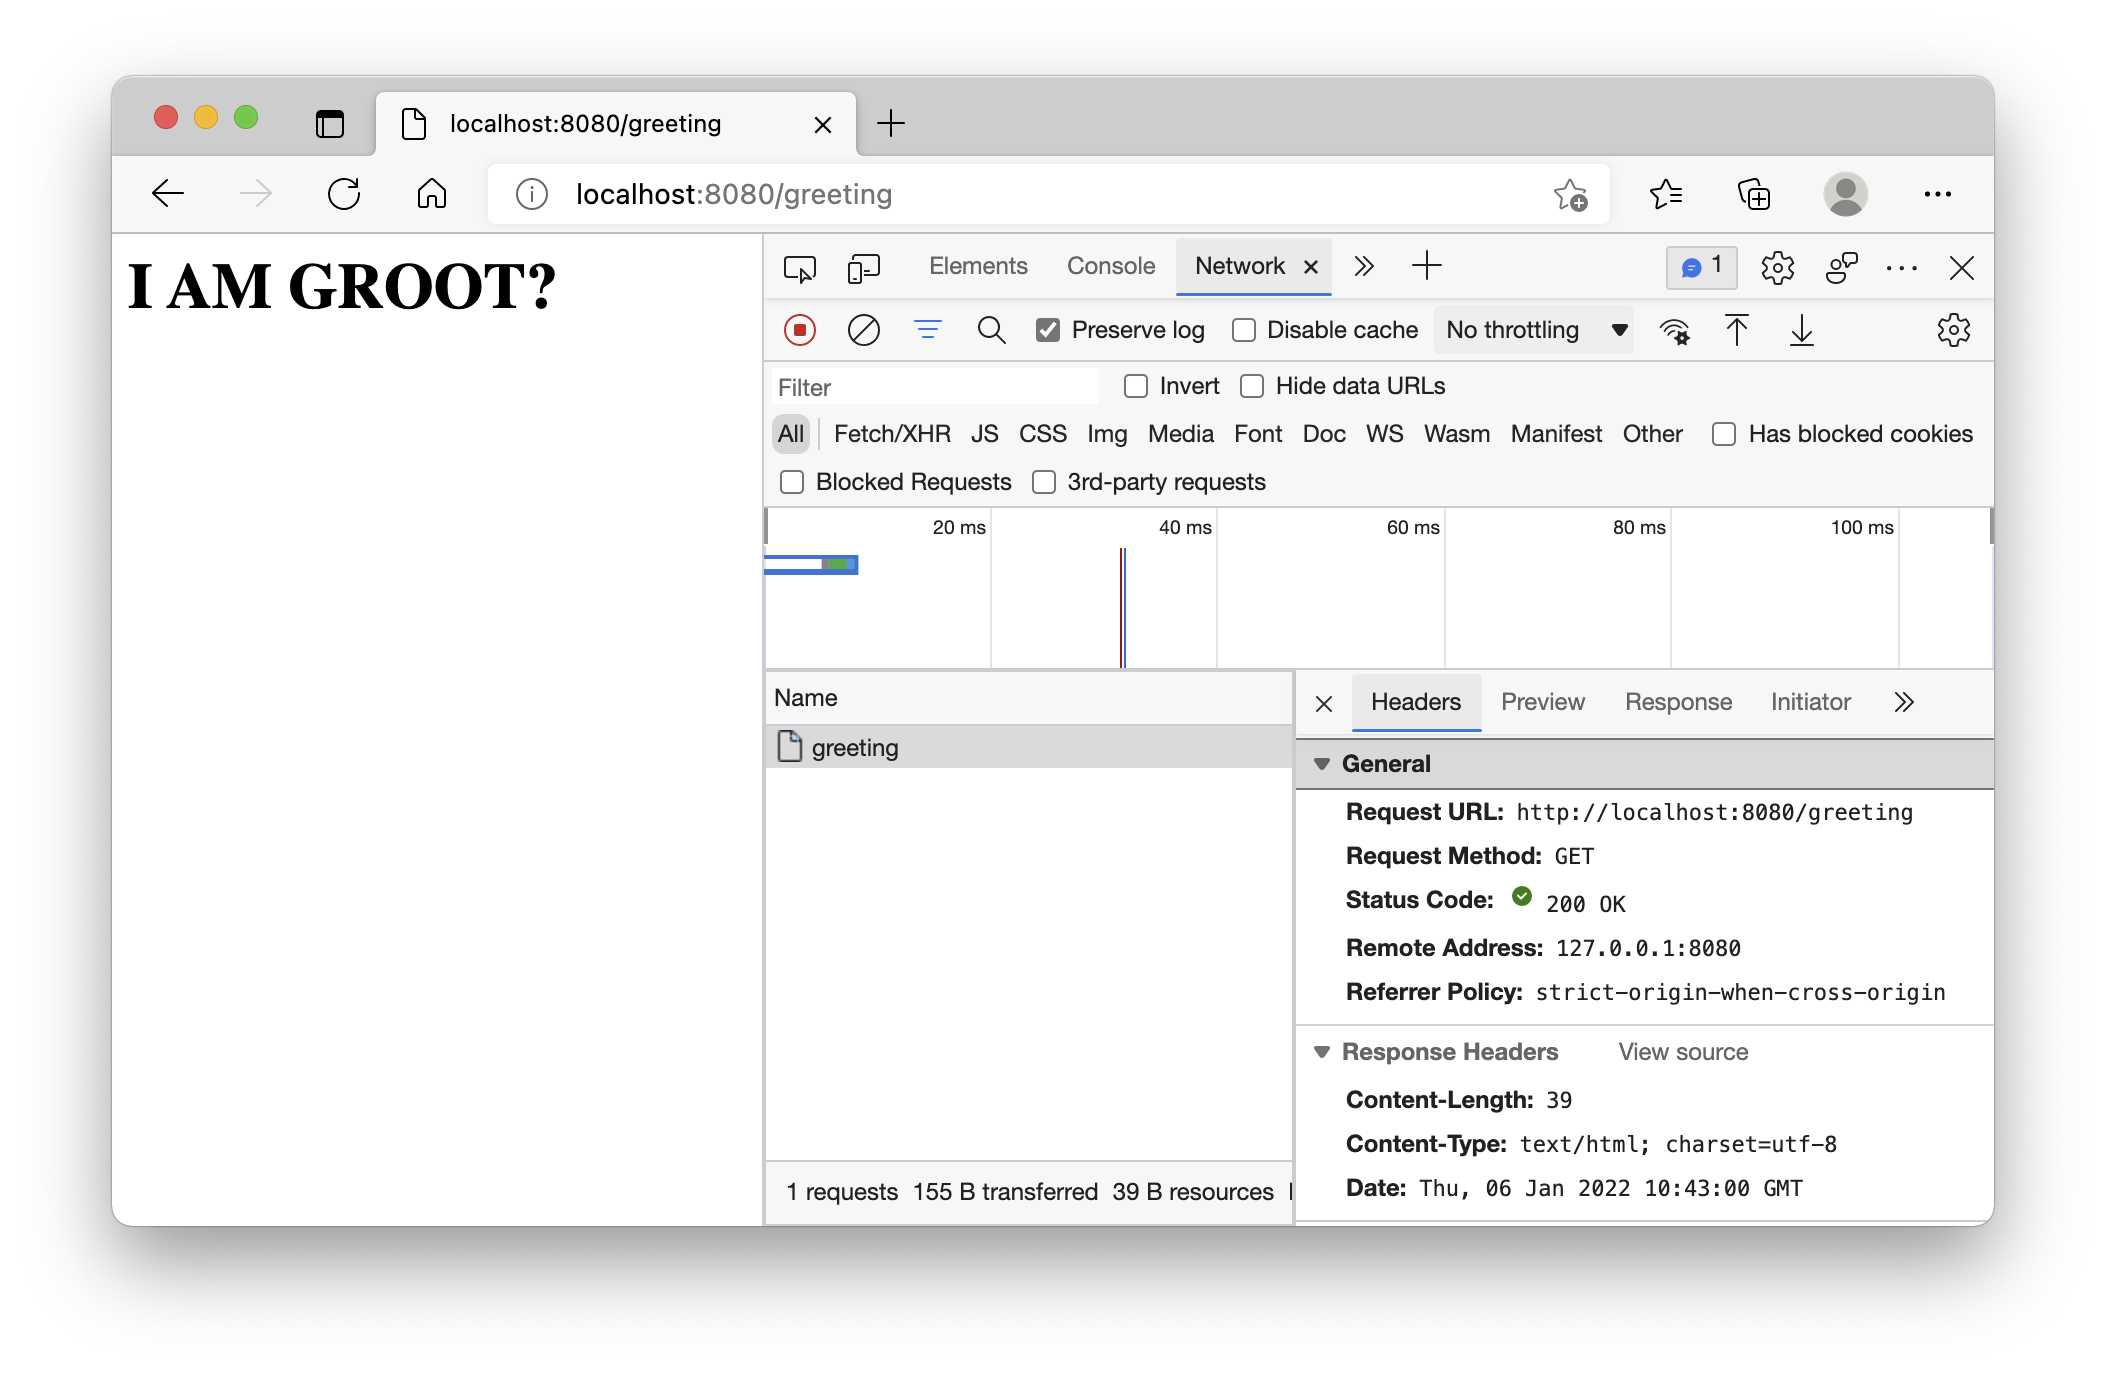 localhost:8080/greeting
localhost:8080/greeting
I AM GROOT?
Elements Console Network 1
Preserve log Disable cache No throttling
Filter Invert Hide data URLs
All Fetch/XHR JS CSS Img Media Font Doc WS Wasm Manifest Other Has blocked cookies
Blocked Requests 3rd-party requests
20 ms 40 ms 60 ms 80 ms 100 ms
Name
greeting
1 requests 155 B transferred 39 B resources
Headers Preview Response Initiator
General
Request URL: http://localhost:8080/greeting
Request Method: GET
Status Code: 200 OK
Remote Address: 127.0.0.1:8080
Referrer Policy: strict-origin-when-cross-origin
Response Headers View source
Content-Length: 39
Content-Type: text/html; charset=utf-8
Date: Thu, 06 Jan 2022 10:43:00 GMT